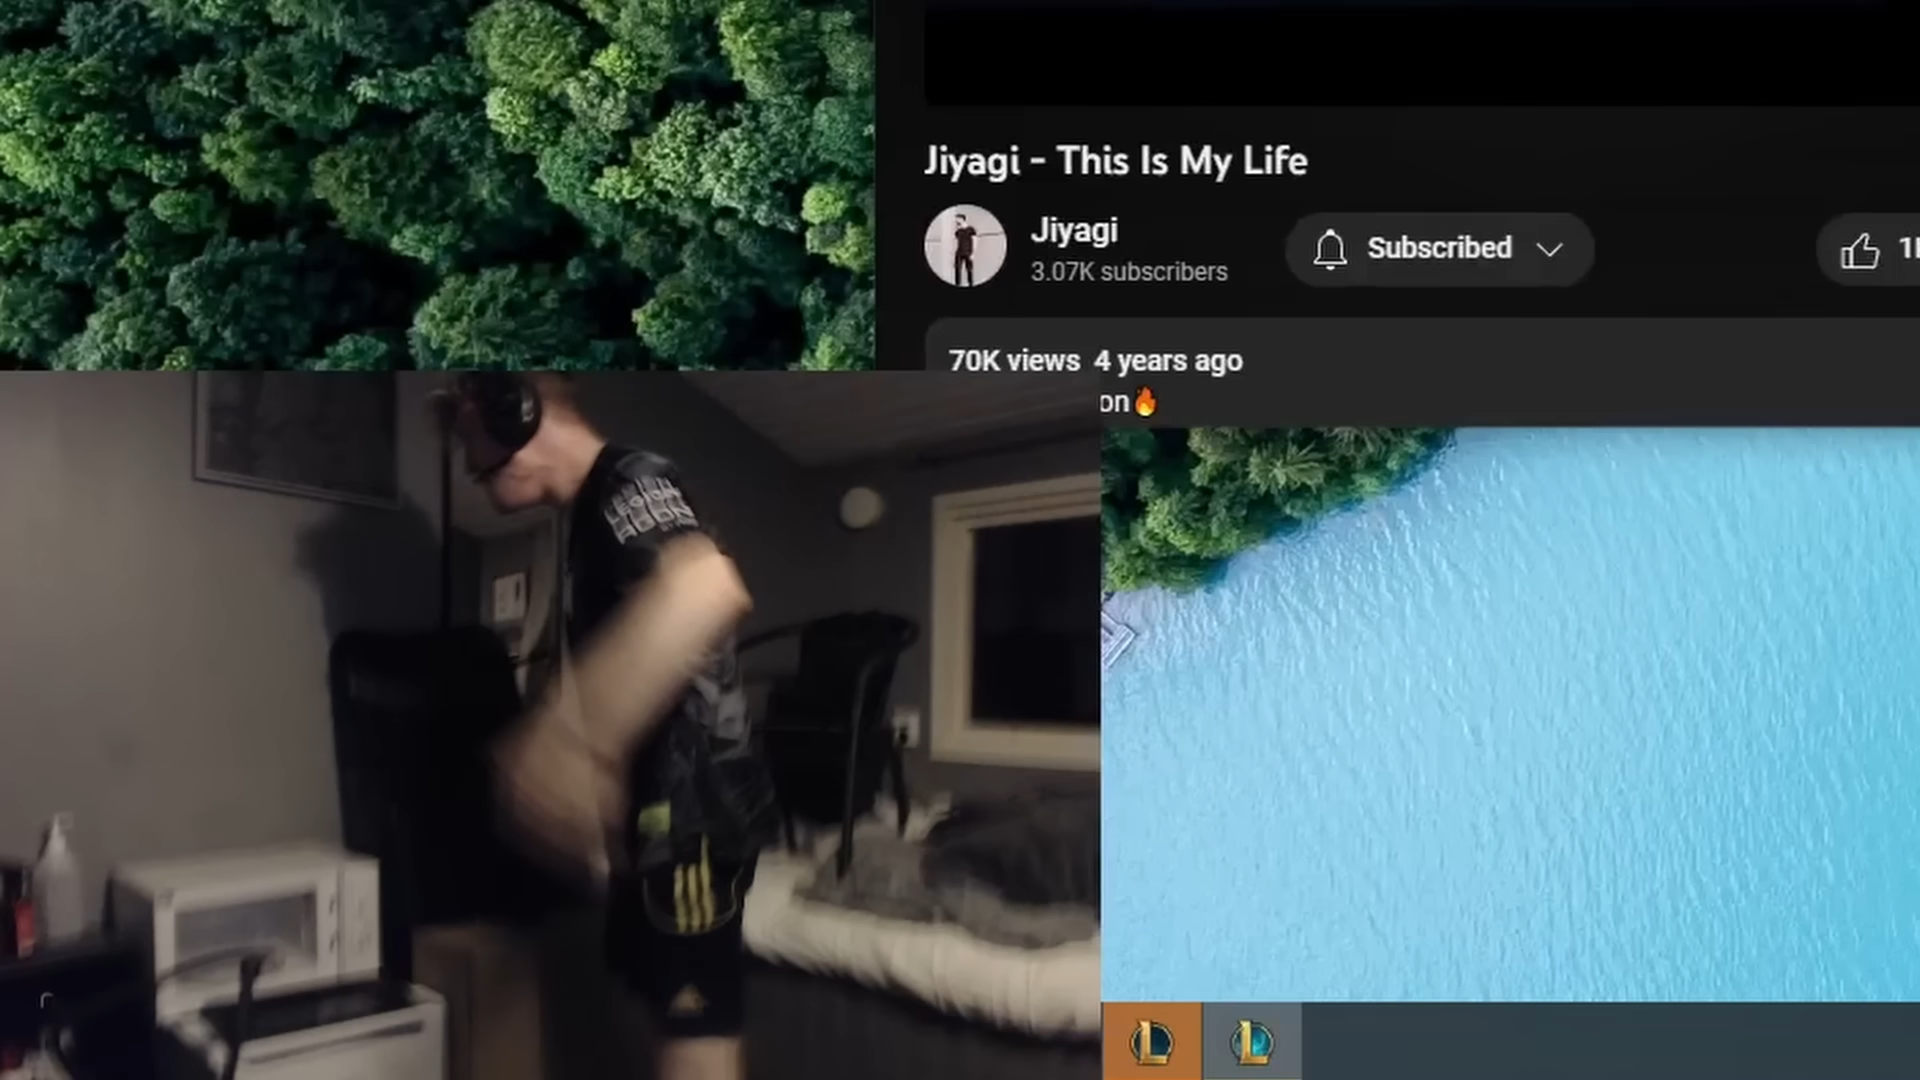 Jiyagi - This Is My Life
Jiyagi
3.07K subscribers
Subscribed
70K views 4 years ago
on🔥